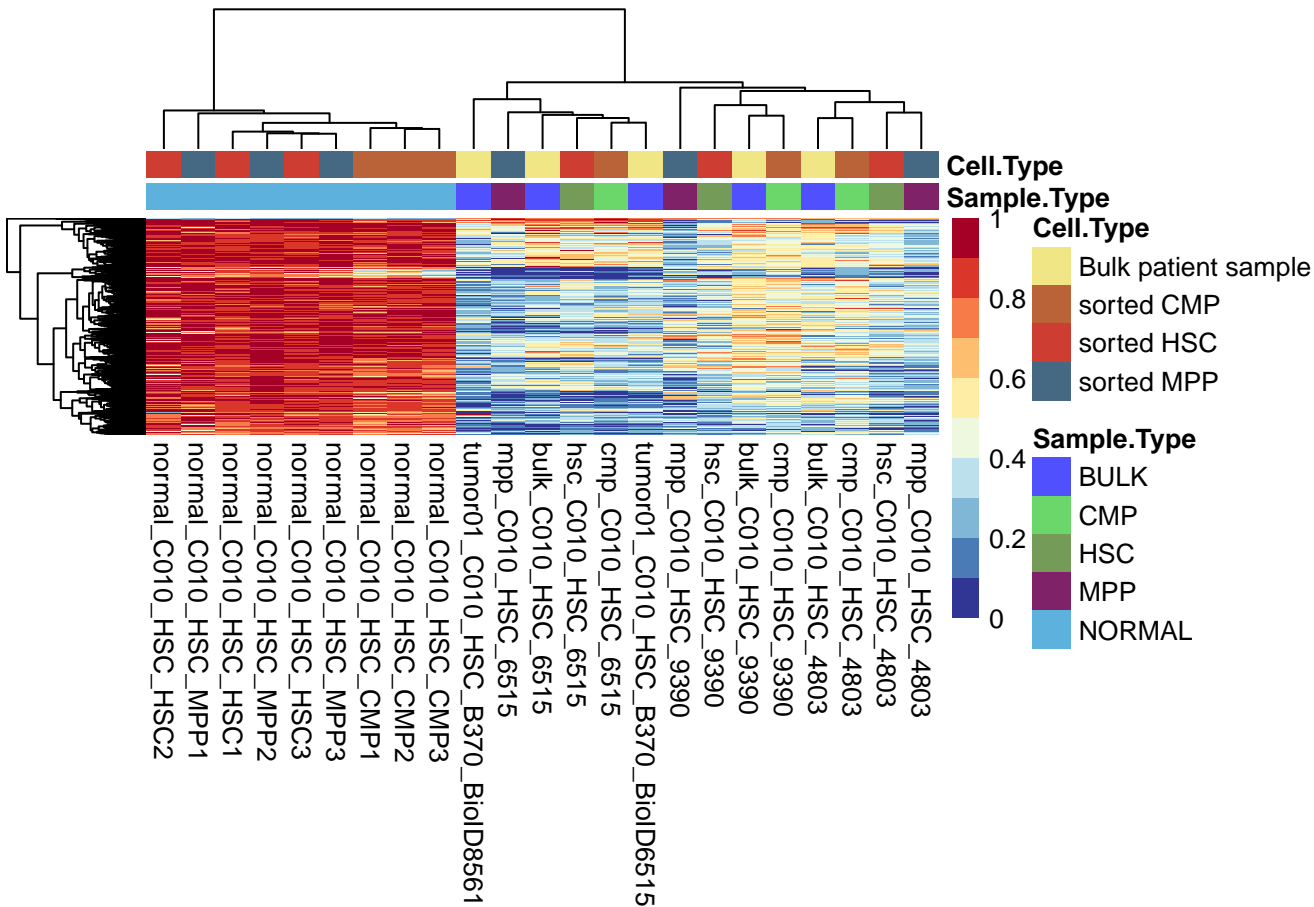 Cell.Type
Sample.Type
1
0.8
0.6
0.4
0.2
0
Cell.Type
Bulk patient sample
sorted CMP
sorted HSC
sorted MPP
Sample.Type
BULK
CMP
HSC
MPP
NORMAL
normal_C010_HSC_HSC2
normal_C010_HSC_MPP1
normal_C010_HSC_HSC1
normal_C010_HSC_MPP2
normal_C010_HSC_HSC3
normal_C010_HSC_MPP3
normal_C010_HSC_CMP1
normal_C010_HSC_CMP2
normal_C010_HSC_CMP3
tumor01_C010_HSC_B370_BioID8561
mpp_C010_HSC_6515
bulk_C010_HSC_6515
hsc_C010_HSC_6515
cmp_C010_HSC_6515
tumor01_C010_HSC_B370_BioID6515
mpp_C010_HSC_9390
hsc_C010_HSC_9390
bulk_C010_HSC_9390
cmp_C010_HSC_9390
bulk_C010_HSC_4803
cmp_C010_HSC_4803
hsc_C010_HSC_4803
mpp_C010_HSC_4803